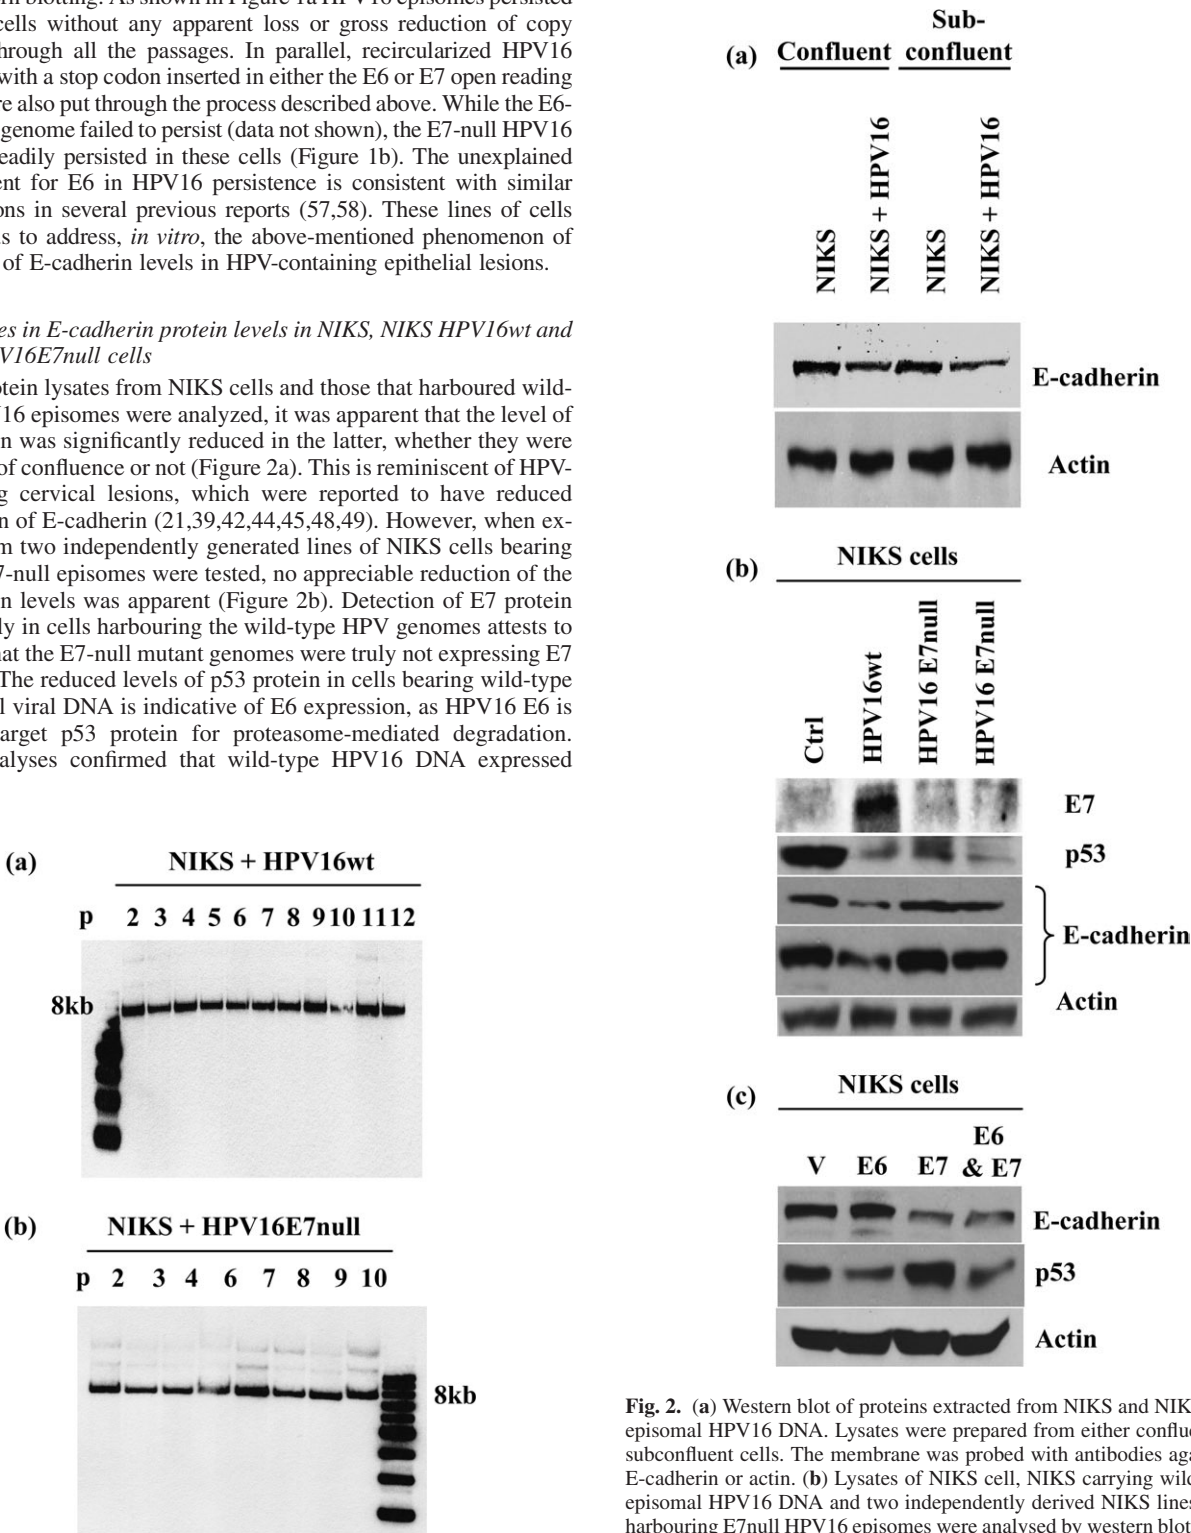 ern blotting. As shown in Figure 1a HPV16 episomes persisted
cells without any apparent loss or gross reduction of copy
hrough all the passages. In parallel, recircularized HPV16
with a stop codon inserted in either the E6 or E7 open reading
re also put through the process described above. While the E6-
genome failed to persist (data not shown), the E7-null HPV16
eadily persisted in these cells (Figure 1b). The unexplained
ent for E6 in HPV16 persistence is consistent with similar
ons in several previous reports (57,58). These lines of cells
us to address, in vitro, the above-mentioned phenomenon of
of E-cadherin levels in HPV-containing epithelial lesions.
es in E-cadherin protein levels in NIKS, NIKS HPV16wt and
V16E7null cells
otein lysates from NIKS cells and those that harboured wild-
V16 episomes were analyzed, it was apparent that the level of
n was significantly reduced in the latter, whether they were
of confluence or not (Figure 2a). This is reminiscent of HPV-
g cervical lesions, which were reported to have reduced
n of E-cadherin (21,39,42,44,45,48,49). However, when ex-
m two independently generated lines of NIKS cells bearing
7-null episomes were tested, no appreciable reduction of the
n levels was apparent (Figure 2b). Detection of E7 protein
ly in cells harbouring the wild-type HPV genomes attests to
hat the E7-null mutant genomes were truly not expressing E7
The reduced levels of p53 protein in cells bearing wild-type
l viral DNA is indicative of E6 expression, as HPV16 E6 is
arget p53 protein for proteasome-mediated degradation.
alyses confirmed that wild-type HPV16 DNA expressed
(a) NIKS + HPV16wt
p 2 3 4 5 6 7 8 9 10 11 12
8kb
(b) NIKS + HPV16E7null
p 2 3 4 6 7 8 9 10
8kb
(a) Confluent Sub-confluent
NIKS
NIKS + HPV16
NIKS
NIKS + HPV16
E-cadherin
Actin
(b) NIKS cells
Ctrl
HPV16wt
HPV16 E7null
HPV16 E7null
E7
p53
E-cadherin
Actin
(c) NIKS cells
V E6 E7 E6 & E7
E-cadherin
p53
Actin
Fig. 2. (a) Western blot of proteins extracted from NIKS and NIK
episomal HPV16 DNA. Lysates were prepared from either conflue
subconfluent cells. The membrane was probed with antibodies aga
E-cadherin or actin. (b) Lysates of NIKS cell, NIKS carrying wild
episomal HPV16 DNA and two independently derived NIKS lines
harbouring E7null HPV16 episomes were analysed by western blot